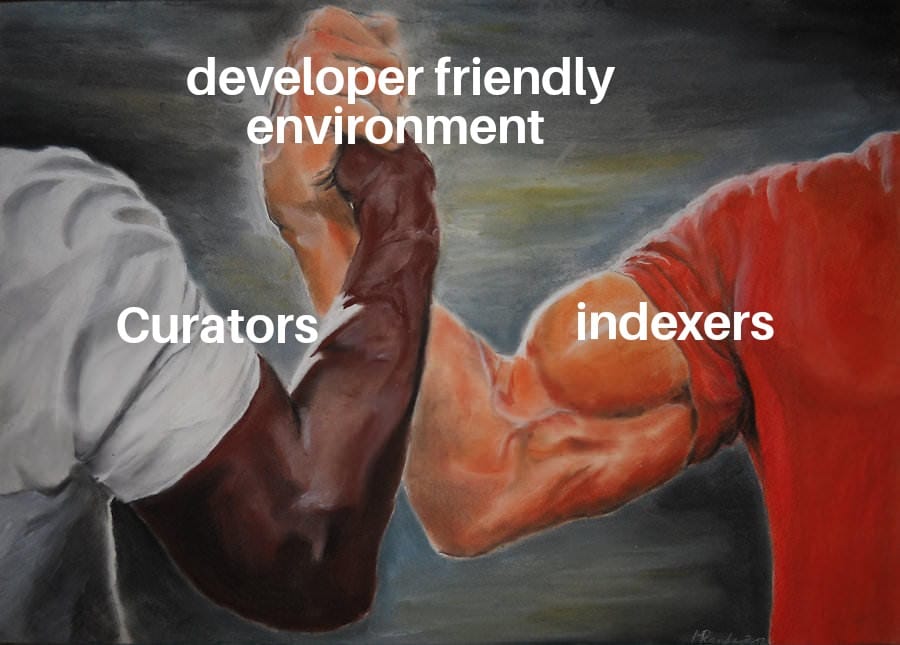 developer friendly
environment
Curators
indexers